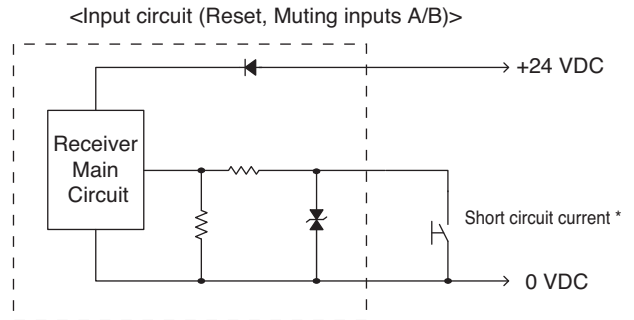 <Input circuit (Reset, Muting inputs A/B)>
+24 VDC
Receiver
Main
Circuit
Short circuit current *
0 VDC